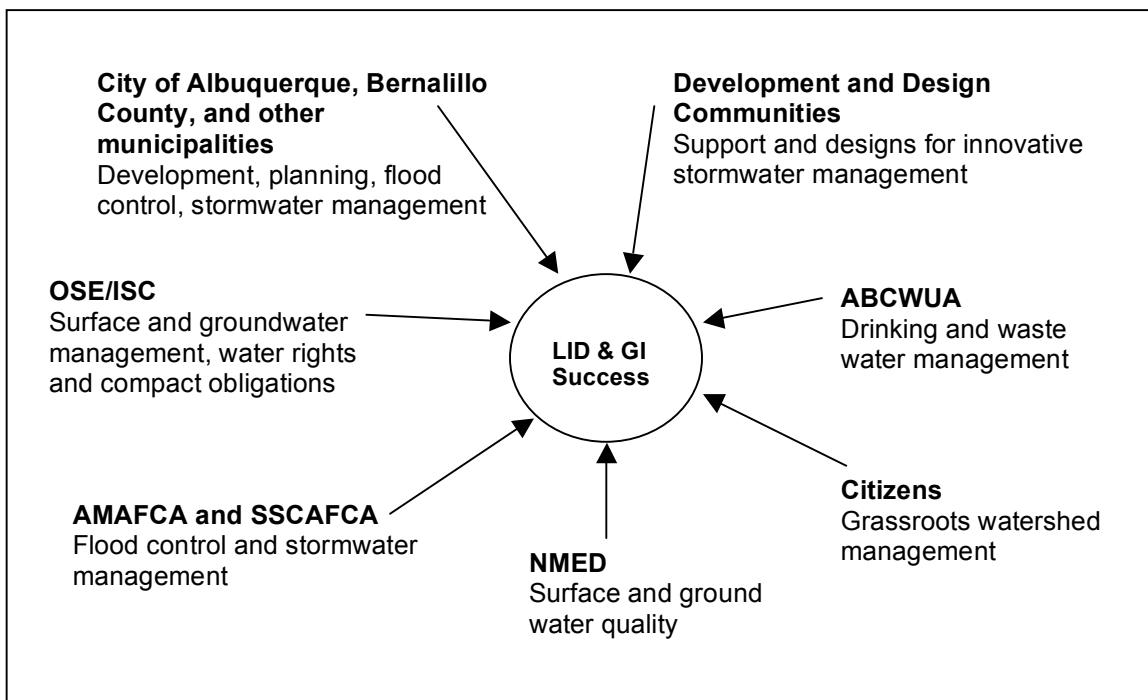 City of Albuquerque, Bernalillo
County, and other
municipalities
Development, planning, flood
control, stormwater management
Development and Design
Communities
Support and designs for innovative
stormwater management
OSE/ISC
Surface and groundwater
management, water rights
and compact obligations
LID & GI
Success
ABCWUA
Drinking and waste
water management
AMAFCA and SSCAFCA
Flood control and stormwater
management
NMED
Surface and ground
water quality
Citizens
Grassroots watershed
management